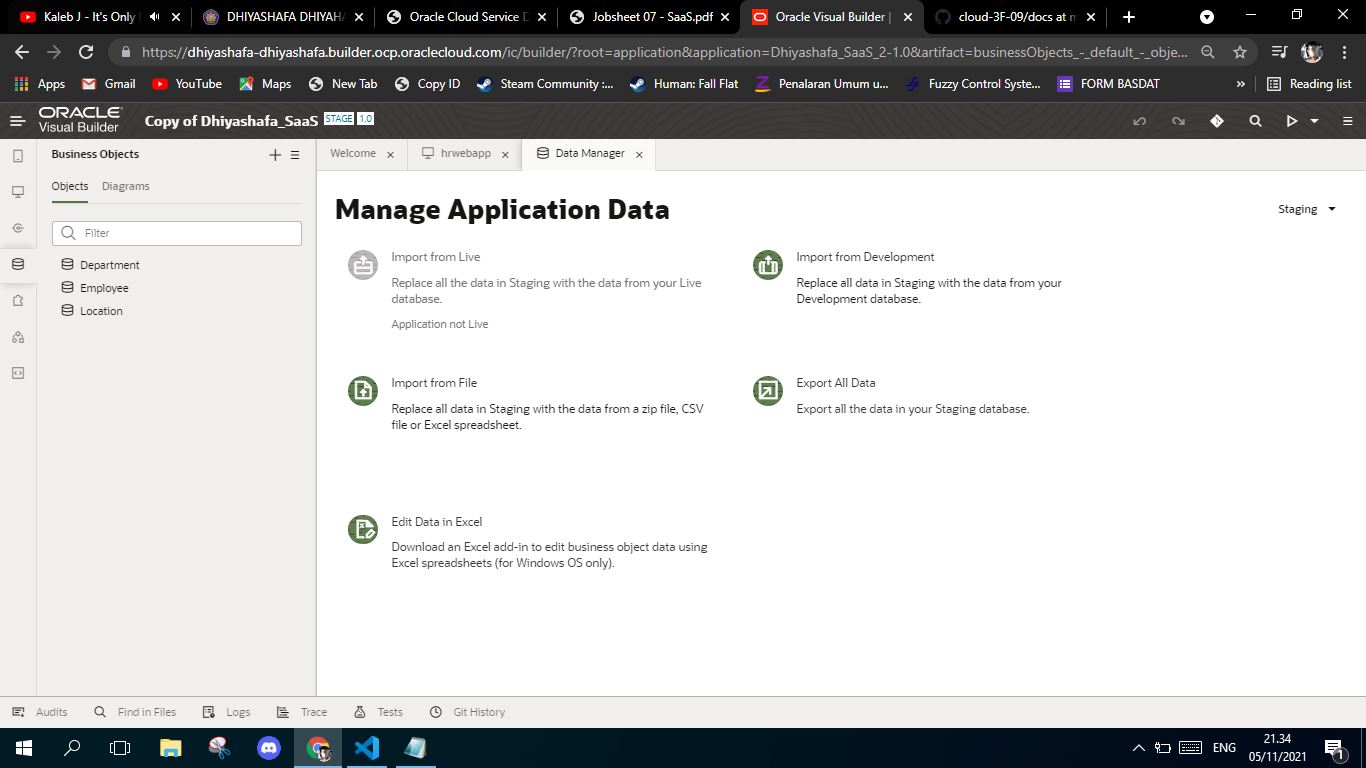 Kaleb J - It's Only
DHIYASHAFA DHIYAHA
Oracle Cloud Service D
Jobsheet 07 - SaaS.pdf
Oracle Visual Builder |
cloud-3F-09/docs at m
https://dhiyashafa-dhiyashafa.builder.ocp.oraclecloud.com/ic/builder/?root=application&application=Dhiyashafa_SaaS_2-1.0&artifact=businessObjects_-_default_-_obje...
Apps
Gmail
YouTube
Maps
New Tab
Copy ID
Steam Community :...
Human: Fall Flat
Penalaran Umum u...
Fuzzy Control Syste...
FORM BASDAT
»
Reading list
ORACLE
Visual Builder
Copy of Dhiyashafa_SaaS
STAGE
1.0
Business Objects
Welcome
hrwebapp
Data Manager
Objects
Diagrams
Filter
Department
Employee
Location
Manage Application Data
Staging
Import from Live
Replace all the data in Staging with the data from your Live
database.
Application not Live
Import from Development
Replace all data in Staging with the data from your
Development database.
Import from File
Replace all data in Staging with the data from a zip file, CSV
file or Excel spreadsheet.
Export All Data
Export all the data in your Staging database.
Edit Data in Excel
Download an Excel add-in to edit business object data using
Excel spreadsheets (for Windows OS only).
Audits
Find in Files
Logs
Trace
Tests
Git History
ENG
21.34
05/11/2021
1